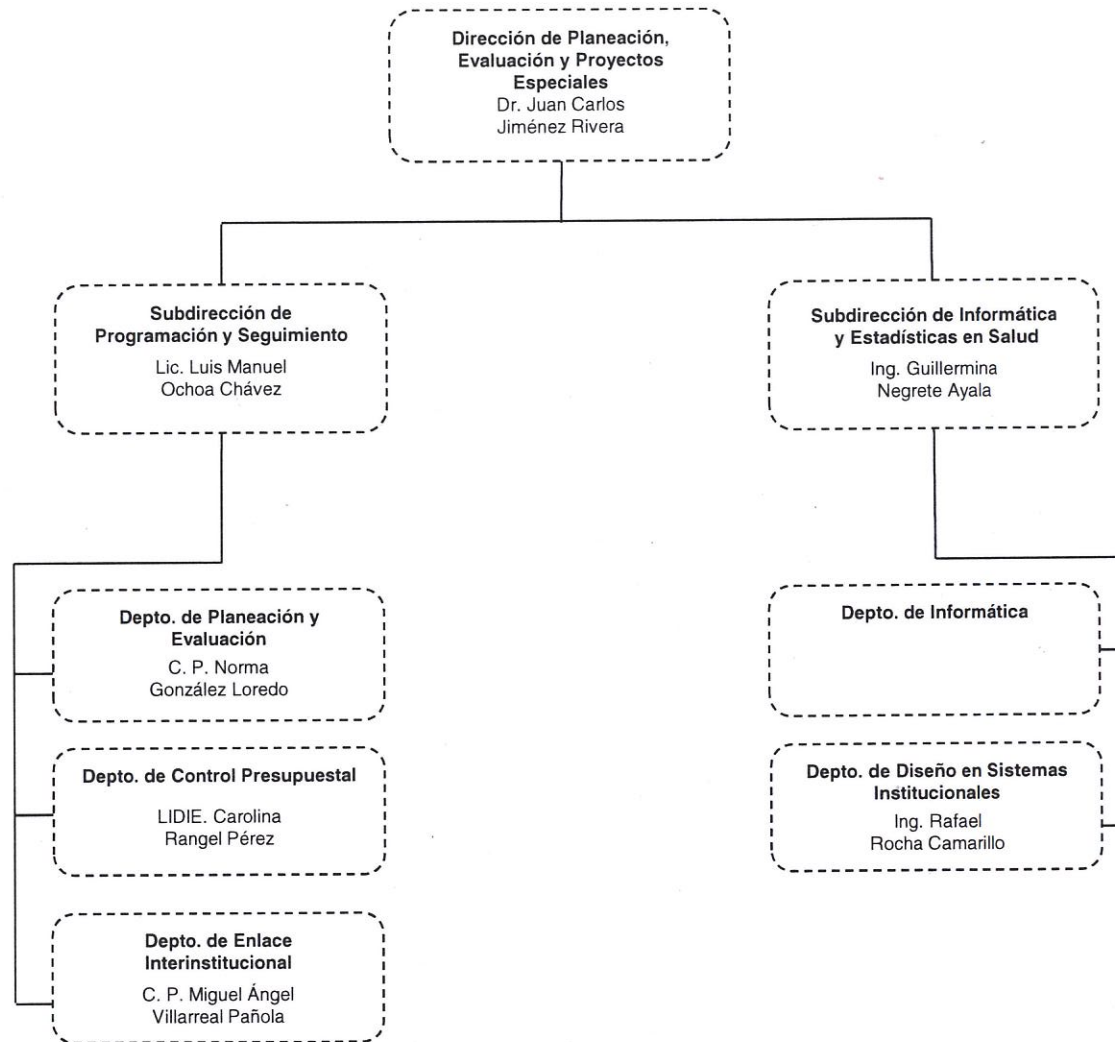 Dirección de Planeación,
Evaluación y Proyectos
Especiales
Dr. Juan Carlos
Jiménez Rivera
Subdirección de
Programación y Seguimiento
Lic. Luis Manuel
Ochoa Chávez
Subdirección de Informática
y Estadísticas en Salud
Ing. Guillermina
Negrete Ayala
Depto. de Planeación y
Evaluación
C. P. Norma
González Loredo
Depto. de Control Presupuestal
LIDIE. Carolina
Rangel Pérez
Depto. de Enlace
Interinstitucional
C. P. Miguel Ángel
Villarreal Pañola
Depto. de Informática
Depto. de Diseño en Sistemas
Institucionales
Ing. Rafael
Rocha Camarillo